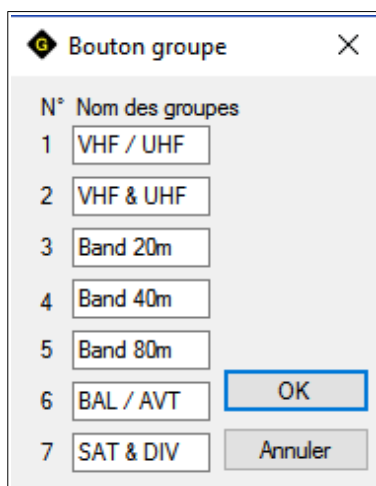 G Bouton groupe
N° Nom des groupes
1 VHF / UHF
2 VHF & UHF
3 Band 20m
4 Band 40m
5 Band 80m
6 BAL / AVT OK
7 SAT & DIV Annuler